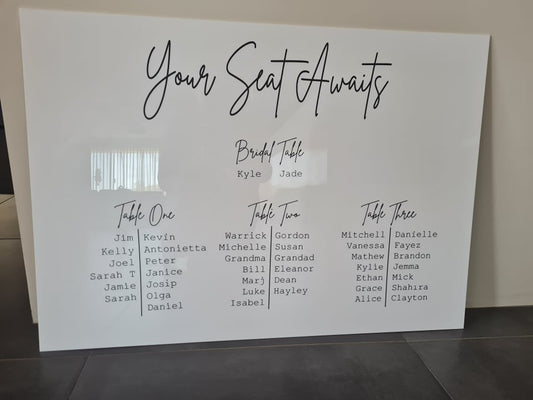 Your Seat Awaits
Bridal Table
Kyle Jade
Table One
Jim Kevin
Kelly Antonietta
Joel Peter
Sarah T Janice
Jamie Josip
Sarah Olga
Daniel
Table Two
Warrick Gordon
Michelle Susan
Grandma Grandad
Bill Eleanor
Marj Dean
Luke Hayley
Isabel
Table Three
Mitchell Danielle
Vanessa Fayez
Mathew Brandon
Kylie Jemma
Ethan Mick
Grace Shahira
Alice Clayton